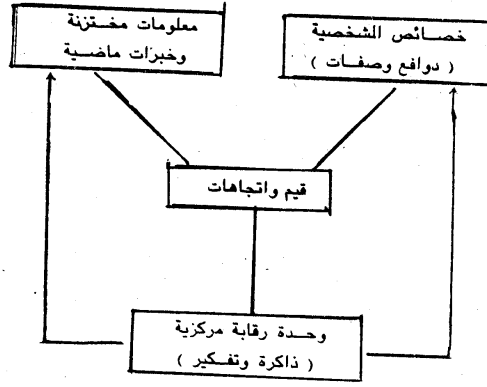 خصائص الشخصية
( دوافع وصفات )
معلومات مختزنة
وخبرات ماضية
قيم واتجاهات
وحدة رقابة مركزية
( ذاكرة وتفكير )